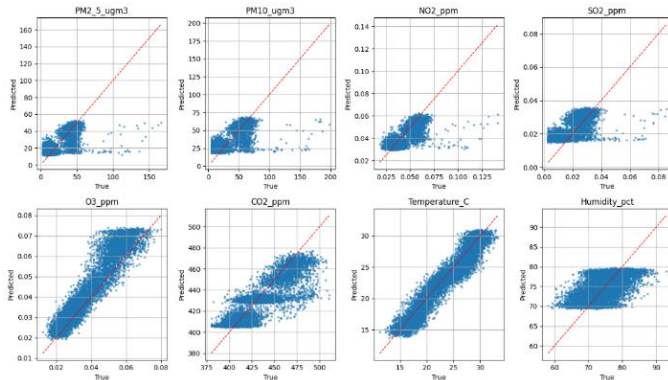 PM2_5_ugm3
PM10_ugm3
NO2_ppm
SO2_ppm
160
140
120
100
80
60
40
20
0
Predicted
0 50 100 150
True
200
175
150
125
100
75
50
25
0
Predicted
0 50 100 150 200
True
0.14
0.12
0.10
0.08
0.06
0.04
0.02
Predicted
0.025 0.050 0.075 0.100 0.125
True
0.08
0.06
0.04
0.02
0.00
Predicted
0.00 0.02 0.04 0.06 0.08
True
O3_ppm
CO2_ppm
Temperature_C
Humidity_pct
0.08
0.07
0.06
0.05
0.04
0.03
0.02
0.01
Predicted
0.02 0.04 0.06 0.08
True
500
480
460
440
420
400
380
Predicted
375 400 425 450 475 500
True
30
25
20
15
Predicted
15 20 25 30
True
90
85
80
75
70
65
60
Predicted
60 70 80 90
True